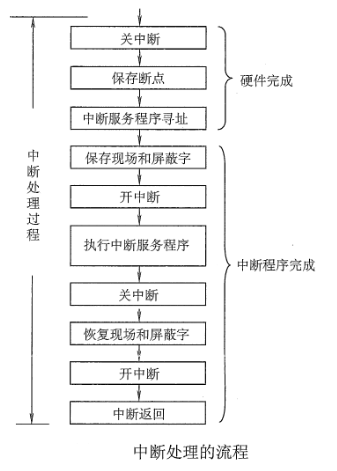 关中断
保存断点
中断服务程序寻址
硬件完成
保存现场和屏蔽字
开中断
执行中断服务程序
关中断
恢复现场和屏蔽字
开中断
中断返回
中断程序完成
中断处理过程
中断处理的流程